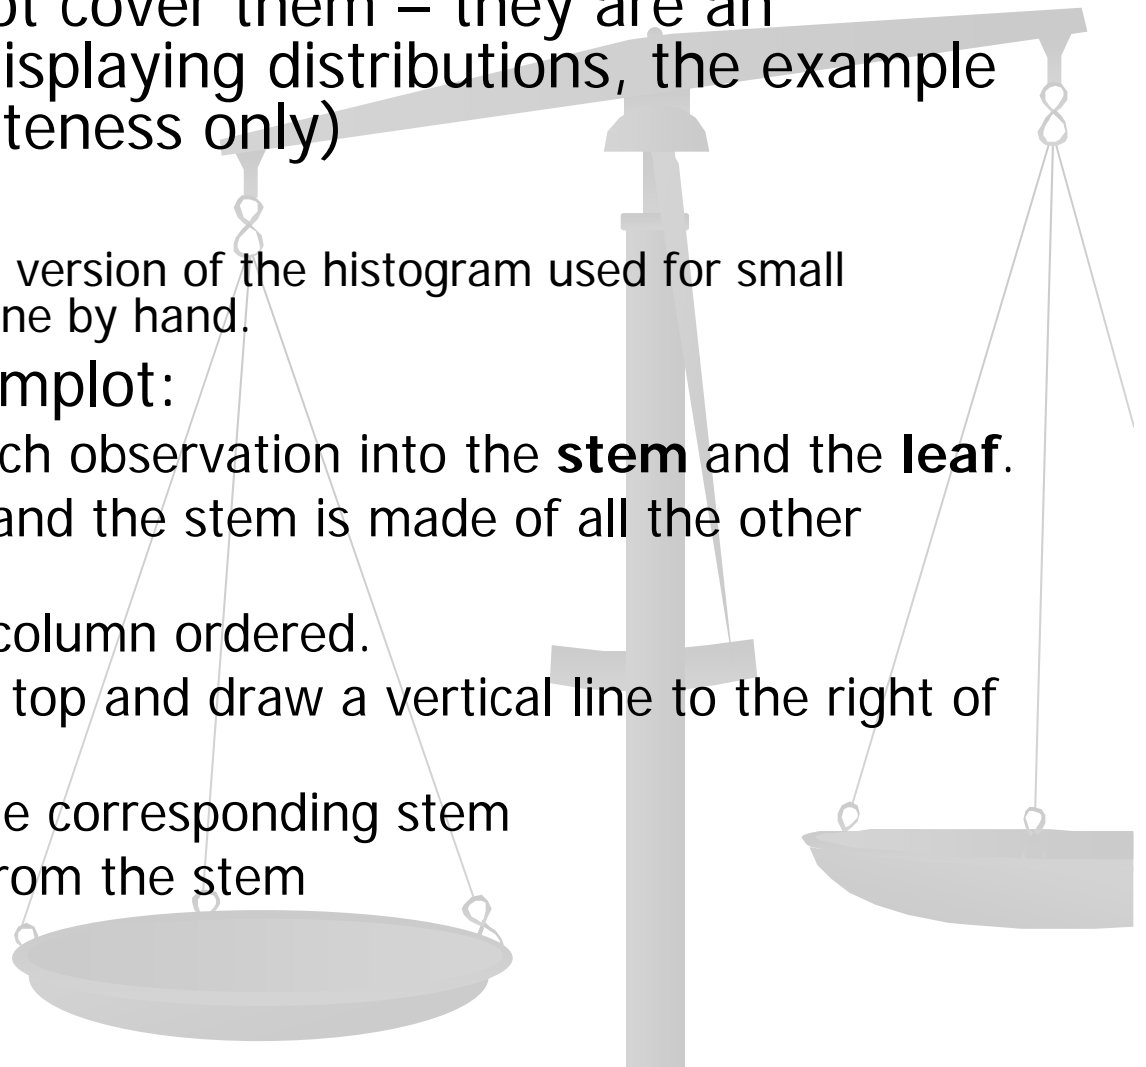 ot cover them – they are an
isplaying distributions, the example
teness only)
version of the histogram used for small
ne by hand.
mplot:
ch observation into the stem and the leaf.
and the stem is made of all the other
column ordered.
top and draw a vertical line to the right of
e corresponding stem
rom the stem